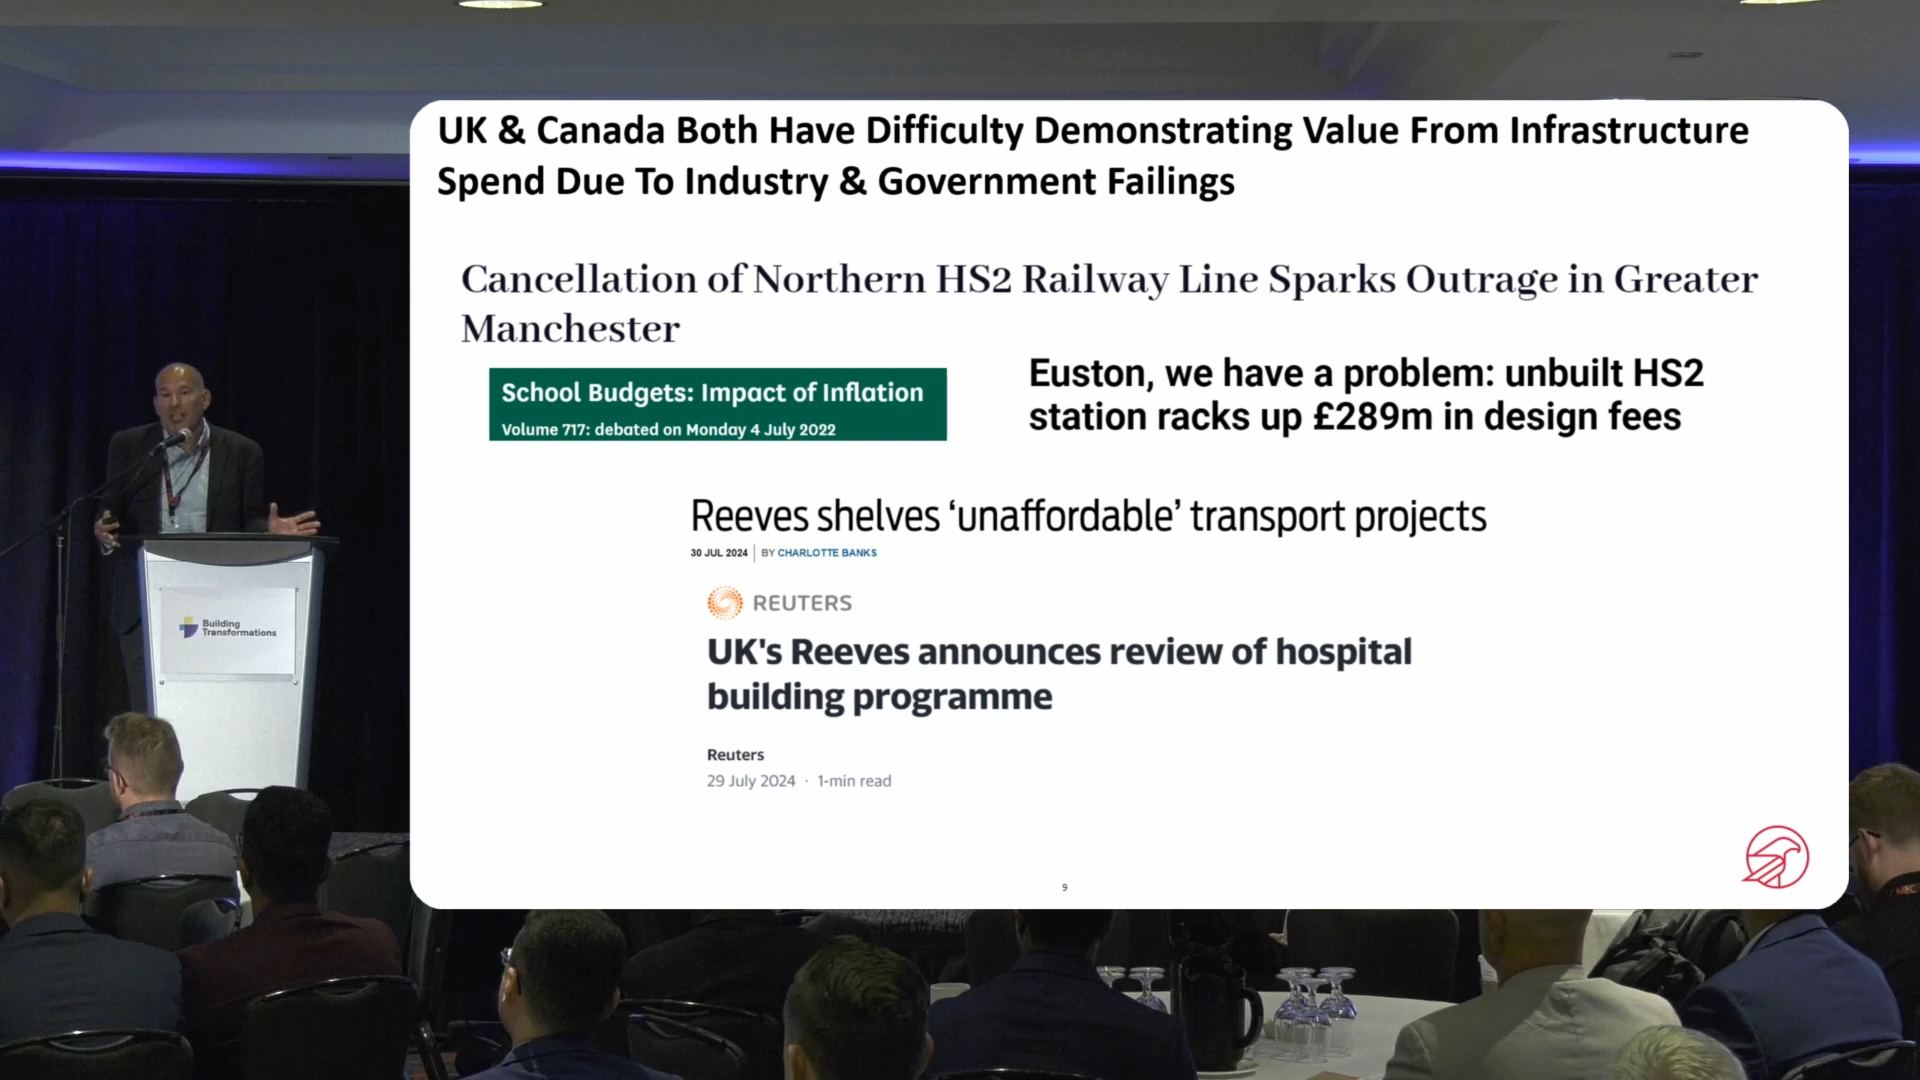 UK & Canada Both Have Difficulty Demonstrating Value From Infrastructure
Spend Due To Industry & Government Failings
Cancellation of Northern HS2 Railway Line Sparks Outrage in Greater
Manchester
School Budgets: Impact of Inflation
Volume 717: debated on Monday 4 July 2022
Euston, we have a problem: unbuilt HS2
station racks up £289m in design fees
Reeves shelves ‘unaffordable’ transport projects
30 JUL 2024 | BY CHARLOTTE BANKS
REUTERS
UK's Reeves announces review of hospital
building programme
Reuters
29 July 2024 · 1-min read
9
Building
Transformations